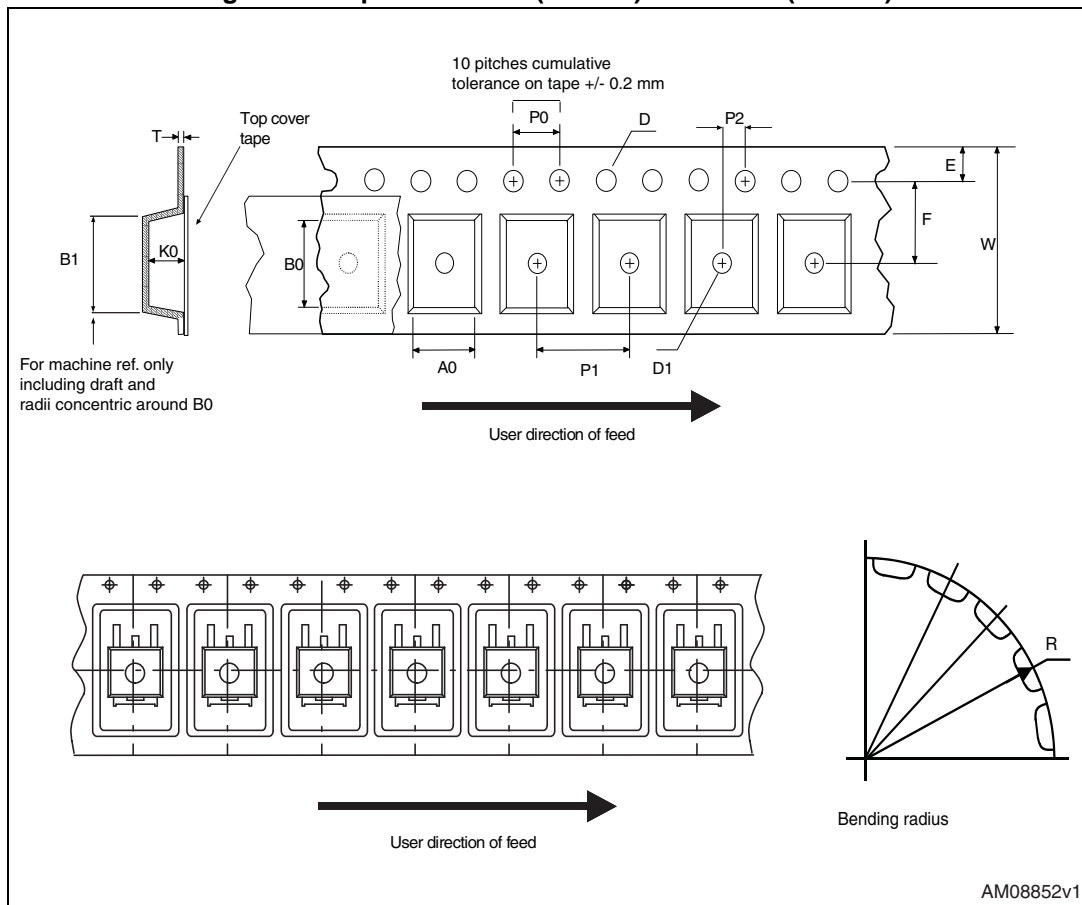 10 pitches cumulative
tolerance on tape +/- 0.2 mm
P0
D
P2
T
Top cover
tape
E
F
W
B1
K0
B0
For machine ref. only
including draft and
radii concentric around B0
A0
P1
D1
User direction of feed
R
Bending radius
User direction of feed
AM08852v1